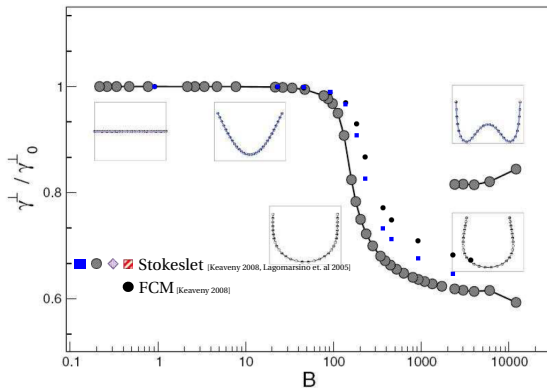 1
0.8
0.6
γ⊥ / γ⊥0
Stokeslet [Keaveny 2008, Lagomarsino et. al 2005]
FCM [Keaveny 2008]
0.1 1 10 100 1000 10000
B